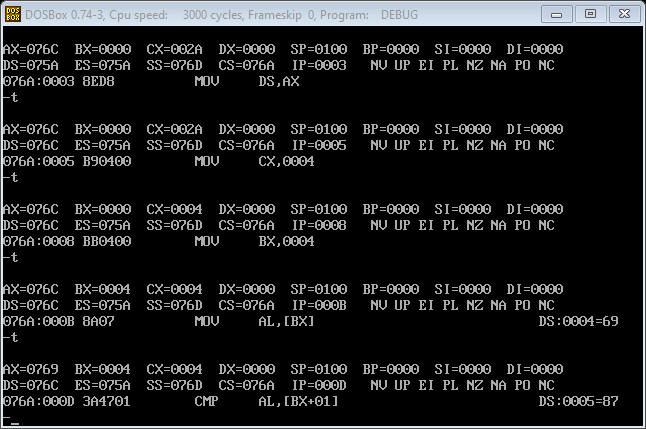 DOS
BOX
DOSBox 0.74-3, Cpu speed: 3000 cycles, Frameskip 0, Program: DEBUG
AX=076C BX=0000 CX=002A DX=0000 SP=0100 BP=0000 SI=0000 DI=0000
DS=075A ES=075A SS=076D CS=076A IP=0003 NV UP EI PL NZ NA PO NC
076A:0003 8ED8 MOV DS,AX
-t
AX=076C BX=0000 CX=002A DX=0000 SP=0100 BP=0000 SI=0000 DI=0000
DS=076C ES=075A SS=076D CS=076A IP=0005 NV UP EI PL NZ NA PO NC
076A:0005 B90400 MOV CX,0004
-t
AX=076C BX=0000 CX=0004 DX=0000 SP=0100 BP=0000 SI=0000 DI=0000
DS=076C ES=075A SS=076D CS=076A IP=0008 NV UP EI PL NZ NA PO NC
076A:0008 BB0400 MOV BX,0004
-t
AX=076C BX=0004 CX=0004 DX=0000 SP=0100 BP=0000 SI=0000 DI=0000
DS=076C ES=075A SS=076D CS=076A IP=000B NV UP EI PL NZ NA PO NC
076A:000B 8A07 MOV AL,[BX] DS:0004=69
-t
AX=0769 BX=0004 CX=0004 DX=0000 SP=0100 BP=0000 SI=0000 DI=0000
DS=076C ES=075A SS=076D CS=076A IP=000D NV UP EI PL NZ NA PO NC
076A:000D 3A4701 CMP AL,[BX+01] DS:0005=87
-_